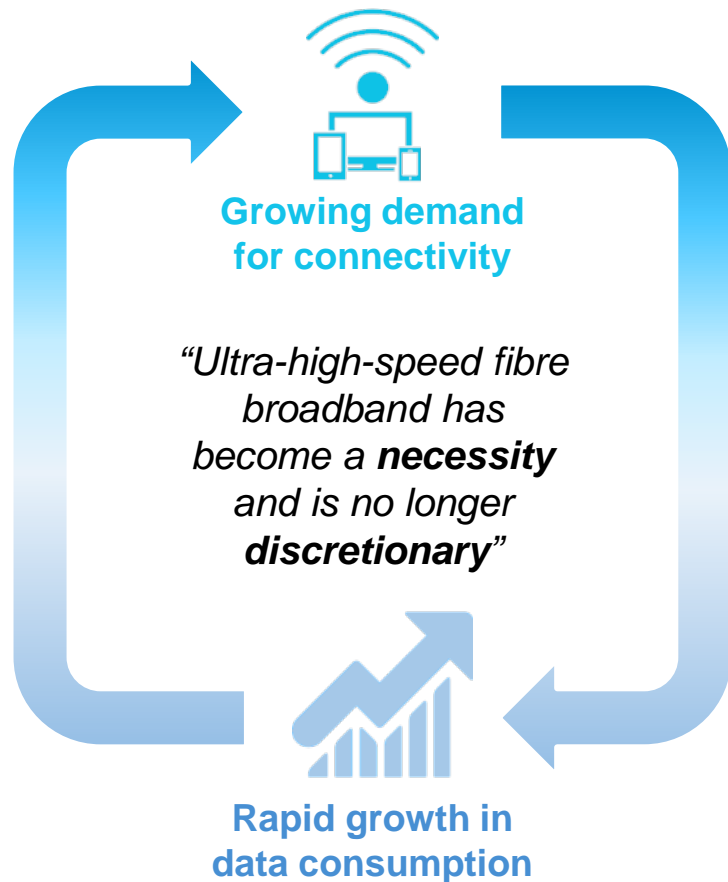 Growing demand
for connectivity
“Ultra-high-speed fibre
broadband has
become a necessity
and is no longer
discretionary”
Rapid growth in
data consumption